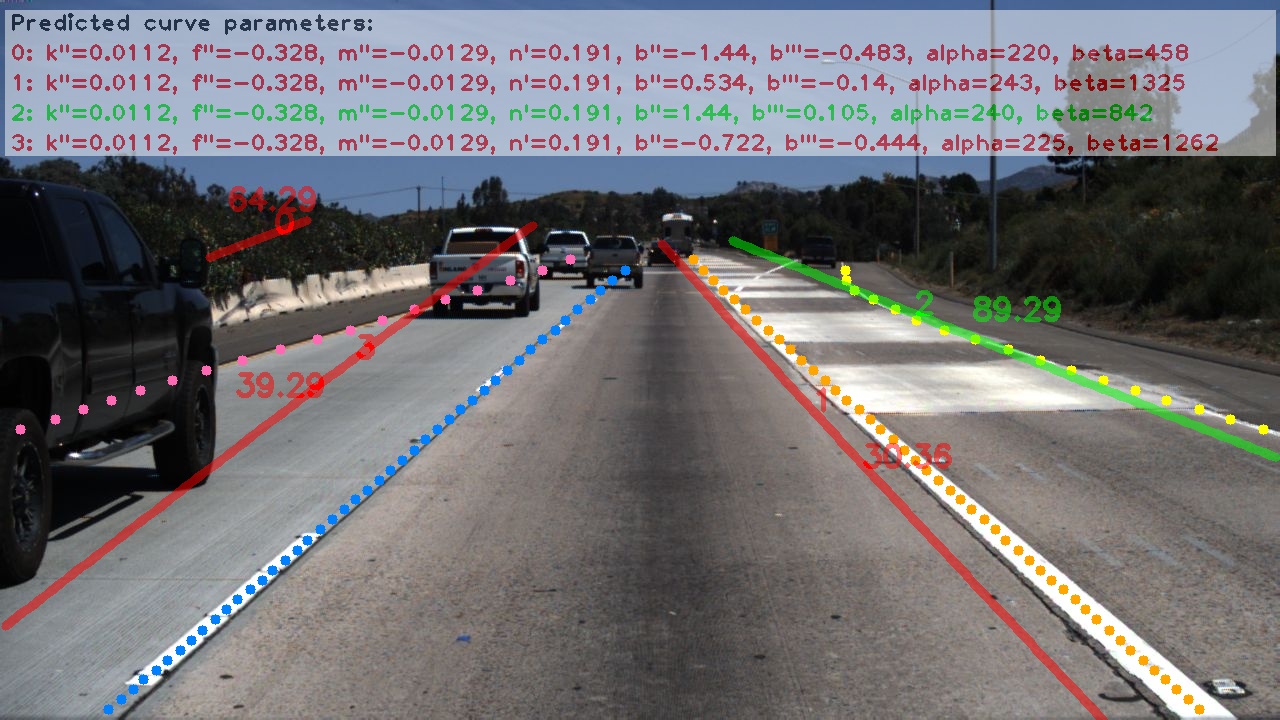 Predicted curve parameters:
0: k''=0.0112, f''=-0.328, m''=-0.0129, n'=0.191, b''=-1.44, b'''=-0.483, alpha=220, beta=458
1: k''=0.0112, f''=-0.328, m''=-0.0129, n'=0.191, b''=0.534, b'''=-0.14, alpha=243, beta=1325
2: k''=0.0112, f''=-0.328, m''=-0.0129, n'=0.191, b''=1.44, b'''=0.105, alpha=240, beta=842
3: k''=0.0112, f''=-0.328, m''=-0.0129, n'=0.191, b''=-0.722, b'''=-0.444, alpha=225, beta=1262
64.29
0
2 89.29
3
39.29
1
30.36